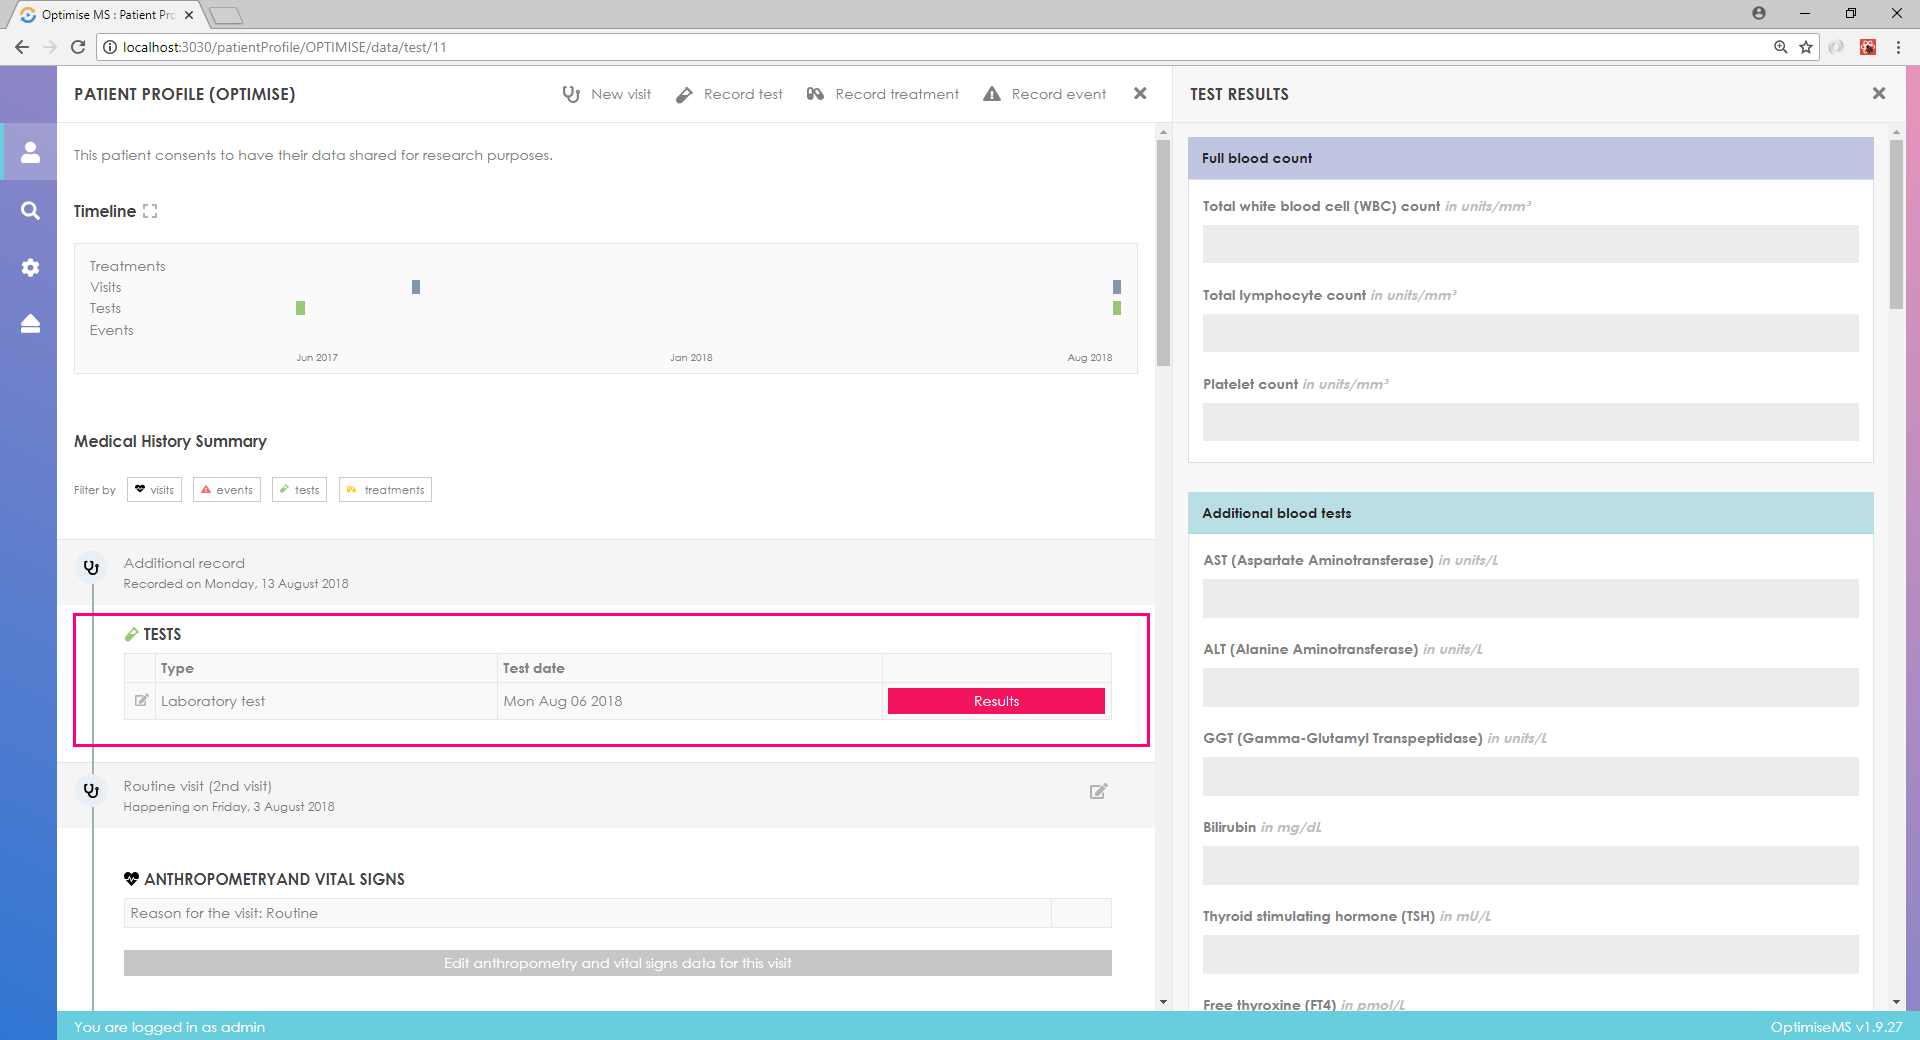 Optimise MS : Patient Pro
localhost:3030/patientProfile/OPTIMISE/data/test/11
PATIENT PROFILE (OPTIMISE)
New visit
Record test
Record treatment
Record event
This patient consents to have their data shared for research purposes.
Timeline
Treatments
Visits
Tests
Events
Jun 2017
Jan 2018
Aug 2018
Medical History Summary
Filter by
visits
events
tests
treatments
Additional record
Recorded on Monday, 13 August 2018
TESTS
Type
Test date
Laboratory test
Mon Aug 06 2018
Results
Routine visit (2nd visit)
Happening on Friday, 3 August 2018
ANTHROPOMETRYAND VITAL SIGNS
Reason for the visit: Routine
Edit anthropometry and vital signs data for this visit
TEST RESULTS
Full blood count
Total white blood cell (WBC) count in units/mm³
Total lymphocyte count in units/mm³
Platelet count in units/mm³
Additional blood tests
AST (Aspartate Aminotransferase) in units/L
ALT (Alanine Aminotransferase) in units/L
GGT (Gamma-Glutamyl Transpeptidase) in units/L
Bilirubin in mg/dL
Thyroid stimulating hormone (TSH) in mU/L
Free thyroxine (FT4) in pmol/L
You are logged in as admin
OptimiseMS v1.9.27